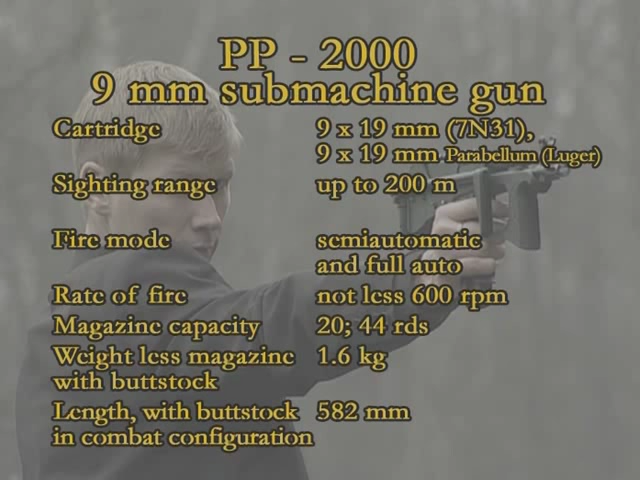 PP - 2000
9 mm submachine gun
Cartridge 9 x 19 mm (7N31),
9 x 19 mm Parabellum (Luger)
Sighting range up to 200 m
Fire mode semiautomatic
and full auto
Rate of fire not less 600 rpm
Magazine capacity 20; 44 rds
Weight less magazine 1.6 kg
with buttstock
Length, with buttstock 582 mm
in combat configuration